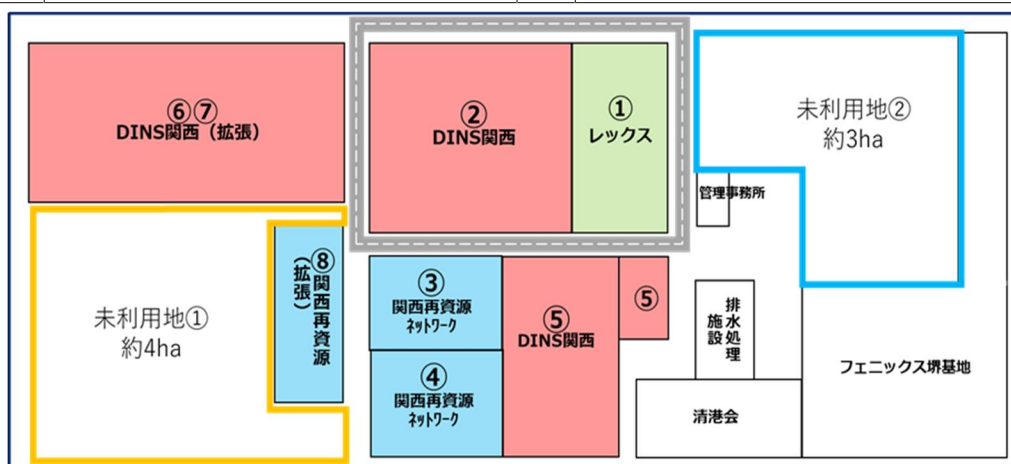 ⑥⑦
DINS関西（拡張）
②
DINS関西
①
レックス
未利用地②
約3ha
管理事務所
未利用地①
約4ha
⑧関西再資源
（拡張）
③
関西再資源
ﾈｯﾄﾜｰｸ
④
関西再資源
ﾈｯﾄﾜｰｸ
⑤
DINS関西
⑤
排水処理
施設
清港会
フェニックス堺基地